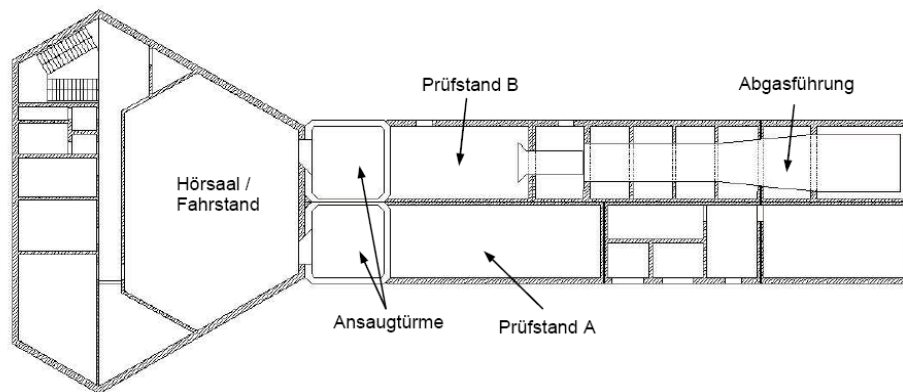 Prüfstand B
Abgasführung
Hörsaal /
Fahrstand
Ansaugtürme
Prüfstand A